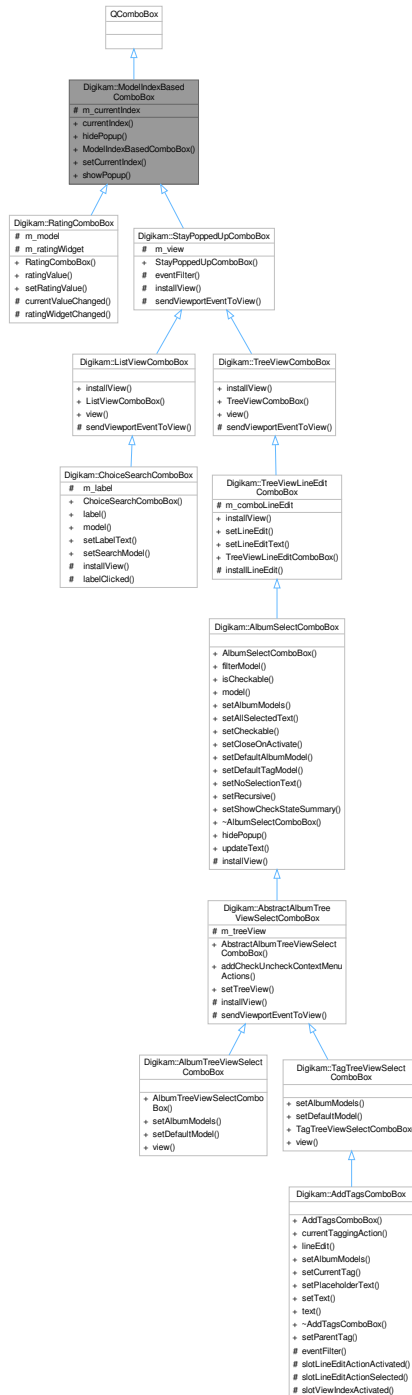 QComboBox
Digikam::ModelIndexBased
ComboBox
# m_currentIndex
+ currentIndex()
+ hidePopup()
+ ModelIndexBasedComboBox()
+ setCurrentIndex()
+ showPopup()
Digikam::RatingComboBox
# m_model
# m_ratingWidget
+ RatingComboBox()
+ ratingValue()
+ setRatingValue()
# currentValueChanged()
# ratingWidgetChanged()
Digikam::StayPoppedUpComboBox
# m_view
+ StayPoppedUpComboBox()
# eventFilter()
# installView()
# sendViewportEventToView()
Digikam::ListViewComboBox
+ installView()
+ ListViewComboBox()
+ view()
# sendViewportEventToView()
Digikam::TreeViewComboBox
+ installView()
+ TreeViewComboBox()
+ view()
# sendViewportEventToView()
Digikam::ChoiceSearchComboBox
# m_label
+ ChoiceSearchComboBox()
+ label()
+ model()
+ setLabelText()
+ setSearchModel()
# installView()
# labelClicked()
Digikam::TreeViewLineEdit
ComboBox
# m_comboLineEdit
+ installView()
+ setLineEdit()
+ setLineEditText()
+ TreeViewLineEditComboBox()
# installLineEdit()
Digikam::AlbumSelectComboBox
+ AlbumSelectComboBox()
+ filterModel()
+ isCheckable()
+ model()
+ setAlbumModels()
+ setAllSelectedText()
+ setCheckable()
+ setCloseOnActivate()
+ setDefaultAlbumModel()
+ setDefaultTagModel()
+ setNoSelectionText()
+ setRecursive()
+ setShowCheckStateSummary()
+ ~AlbumSelectComboBox()
+ hidePopup()
+ updateText()
# installView()
Digikam::AbstractAlbumTree
ViewSelectComboBox
# m_treeView
+ AbstractAlbumTreeViewSelect
ComboBox()
+ addCheckUncheckContextMenu
Actions()
+ setTreeView()
# installView()
# sendViewportEventToView()
Digikam::AlbumTreeViewSelect
ComboBox
+ AlbumTreeViewSelectCombo
Box()
+ setAlbumModels()
+ setDefaultModel()
+ view()
Digikam::TagTreeViewSelect
ComboBox
+ setAlbumModels()
+ setDefaultModel()
+ TagTreeViewSelectComboBox
+ view()
Digikam::AddTagsComboBox
+ AddTagsComboBox()
+ currentTaggingAction()
+ lineEdit()
+ setAlbumModels()
+ setCurrentTag()
+ setPlaceholderText()
+ setText()
+ text()
+ ~AddTagsComboBox()
+ setParentTag()
# eventFilter()
# slotLineEditActionActivated()
# slotLineEditActionSelected()
# slotViewIndexActivated()